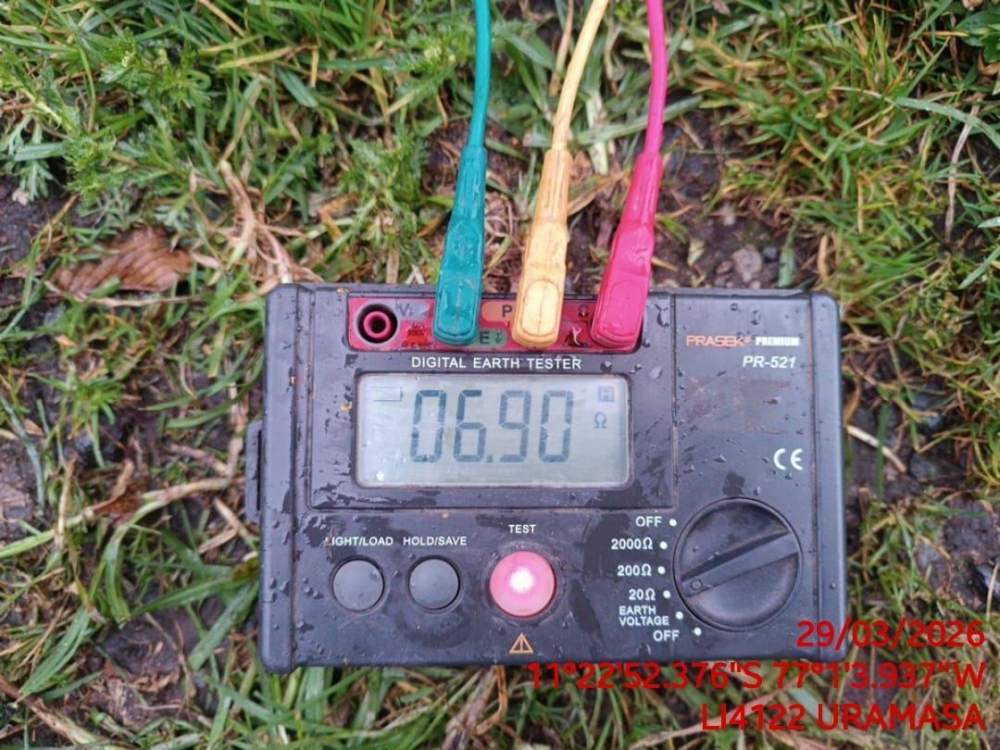 V
P
E
DIGITAL EARTH TESTER
PRASEK® PREMIUM
PR-521
06.90
H
Ω
CE
LIGHT/LOAD HOLD/SAVE TEST
OFF
2000Ω
200Ω
20Ω
EARTH
VOLTAGE
OFF
29/03/2026
11°22'52.376"S 77°1'3.937"W
LI4122 URAMASA